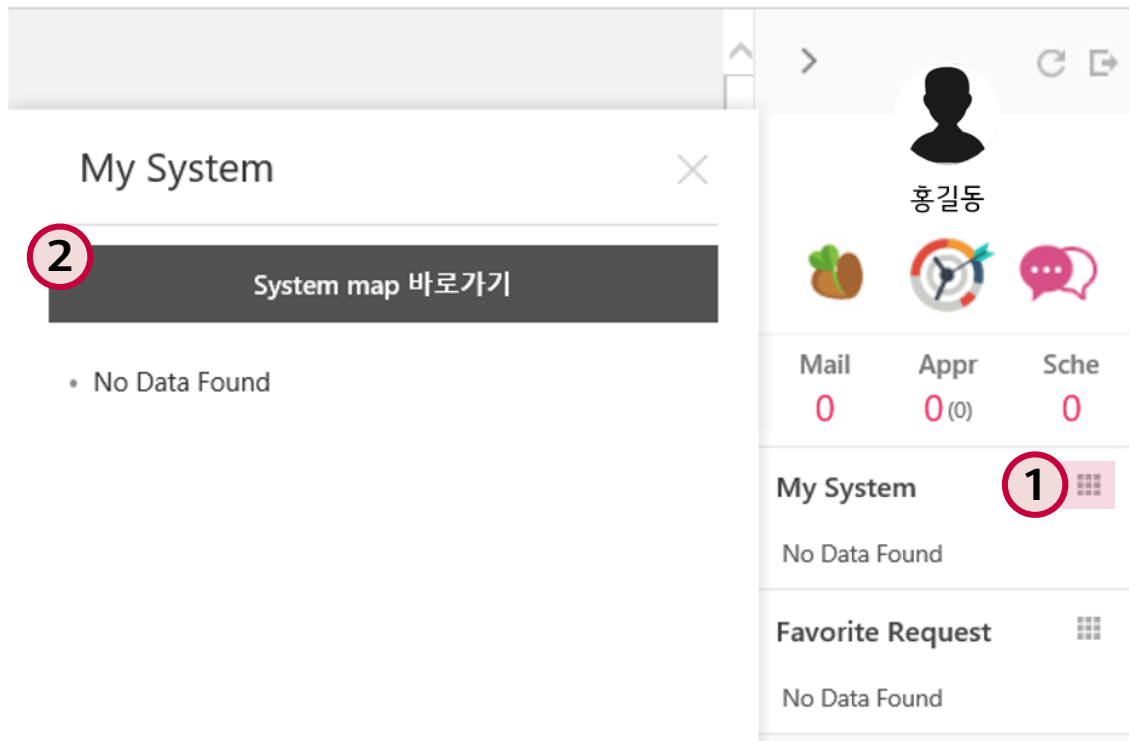 My System
2
System map 바로가기
No Data Found
홍길동
Mail Appr Sche
0 0 (0) 0
My System 1
No Data Found
Favorite Request
No Data Found